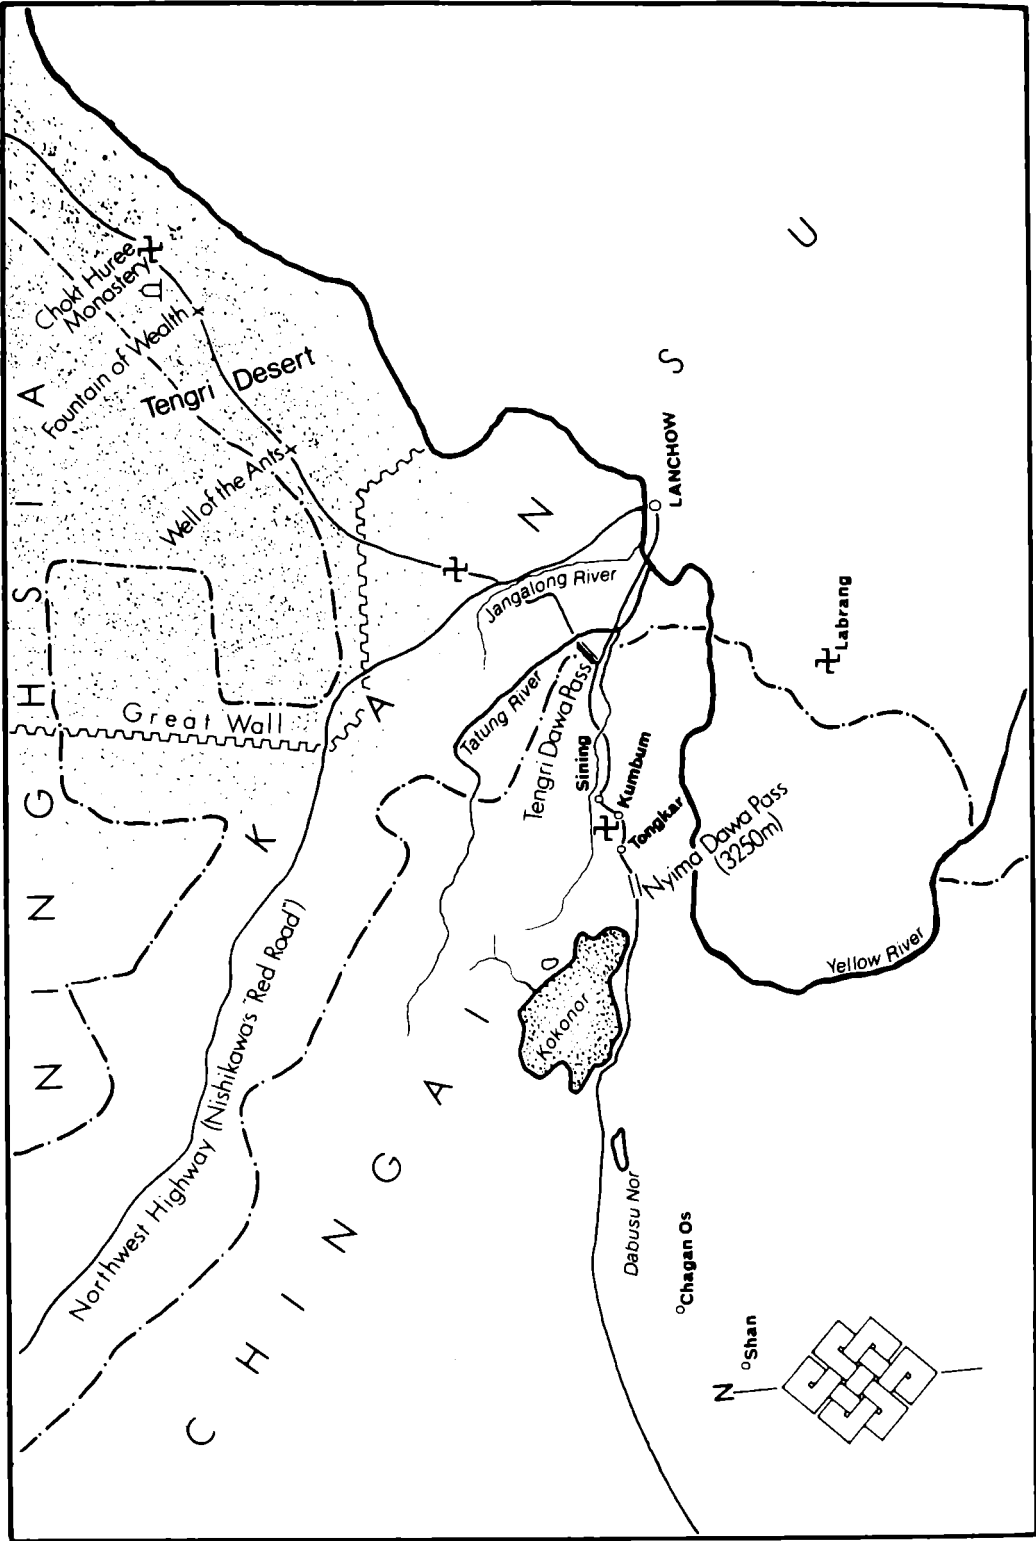 NINGHSIA
Chokt Huree
Monastery
Fountain of Wealth
Tengri Desert
Well of the Ants
Great Wall
KANSU
Northwest Highway (Nishikawa's "Red Road")
CHINGAI
Jangalong River
LANCHOW
Tatung River
Tengri Dawa Pass
Sining
Kumbum
Tongkar
Nyima Dawa Pass
(3250m)
Labrang
Yellow River
Kokonor
Dabusu Nor
Chagan Os
Shan
N